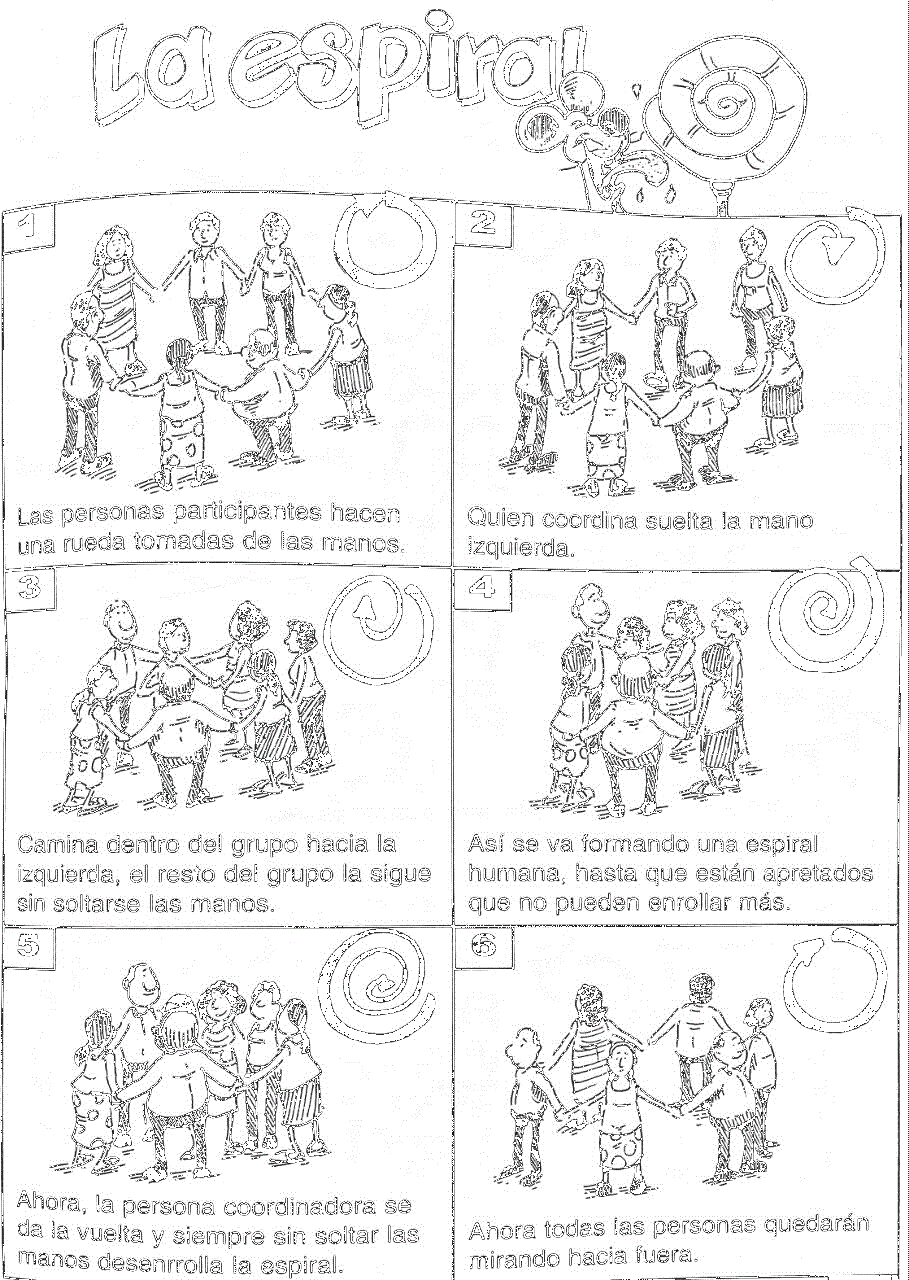 La espiral
1
Las personas participantes hacen
una rueda tomadas de las manos.
2
Quien coordina suelta la mano
izquierda.
3
Camina dentro del grupo hacia la
izquierda, el resto del grupo la sigue
sin soltarse las manos.
4
Así se va formando una espiral
humana, hasta que están apretados
que no pueden enrollar más.
5
Ahora, la persona coordinadora se
da la vuelta y siempre sin soltar las
manos desenrrolla la espiral.
6
Ahora todas las personas quedarán
mirando hacia fuera.